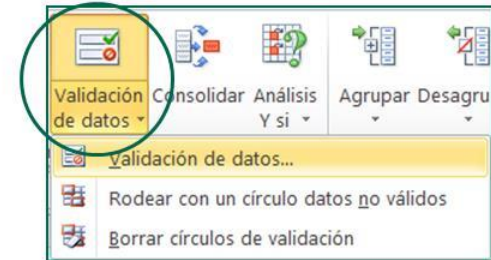 Validación Consolidar Análisis Agrupar Desagru
de datos Y si
Validación de datos...
Rodear con un círculo datos no válidos
Borrar círculos de validación